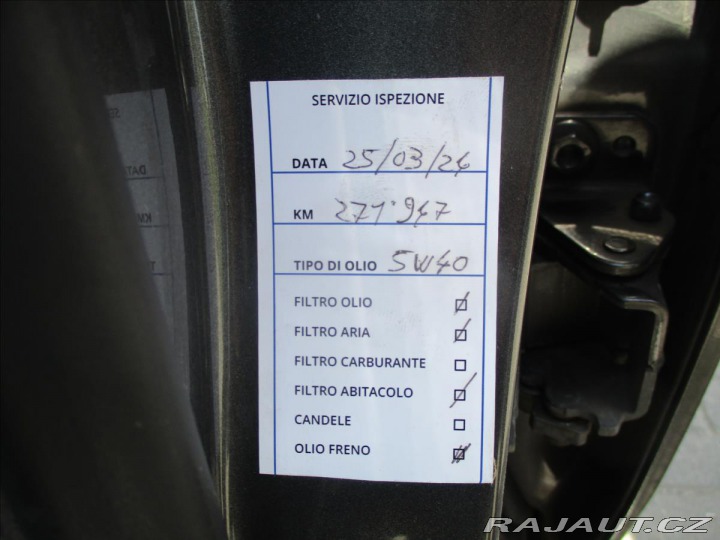 SERVIZIO ISPEZIONE
DATA 25/03/24
KM 271'947
TIPO DI OLIO 5W40
FILTRO OLIO
FILTRO ARIA
FILTRO CARBURANTE
FILTRO ABITACOLO
CANDELE
OLIO FRENO
RAJAUT.CZ